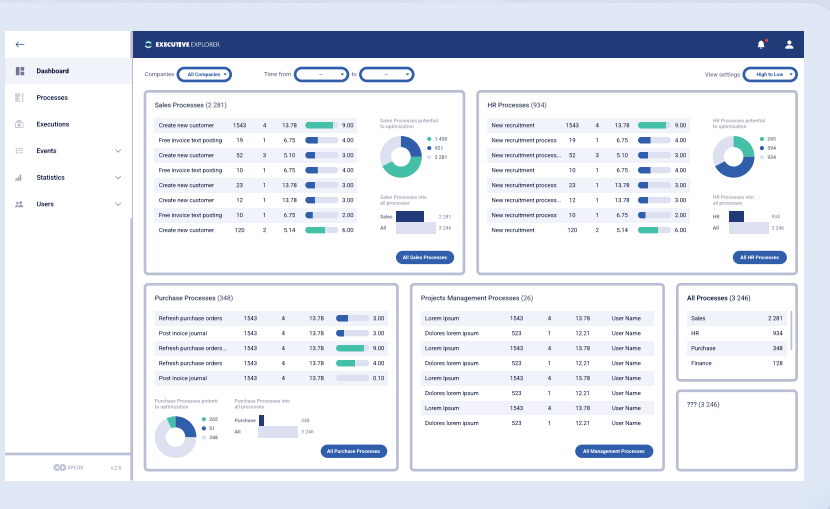 EXECUTIVE EXPLORER
Dashboard
Processes
Executions
Events
Statistics
Users
XPLUS v.2.0
Companies All Companies Time from -- to -- View settings High to Low
Sales Processes (2 281)
Create new customer 1543 4 13.78 9.00
Free invoice text posting 19 1 6.75 4.00
Create new customer 52 3 5.10 3.00
Free invoice text posting 10 1 6.75 4.00
Create new customer 23 1 13.78 3.00
Create new customer 12 1 13.78 3.00
Free invoice text posting 10 1 6.75 2.00
Create new customer 120 2 5.14 6.00
Sales Processes potential
to optimization
1 450
921
2 281
Sales Processes into
all processes
Sales 2 281
All 3 246
All Sales Processes
HR Processes (934)
New recruitment 1543 4 13.78 9.00
New recruitment process 19 1 6.75 4.00
New recruitment process... 52 3 5.10 3.00
New recruitment 10 1 6.75 4.00
New recruitment process 23 1 13.78 3.00
New recruitment process... 12 1 13.78 3.00
New recruitment process 10 1 6.75 2.00
New recruitment 120 2 5.14 6.00
HR Processes potential
to optimization
265
394
934
HR Processes into
all processes
HR 934
All 3 246
All HR Processes
Purchase Processes (348)
Refresh purchase orders 1543 4 13.78 3.00
Post inoice journal 1543 4 13.78 3.00
Refresh purchase orders... 1543 4 13.78 9.00
Refresh purchase orders 1543 4 13.78 4.00
Post inoice journal 1543 4 13.78 0.10
Purchase Processes potenti
to optimization
265
51
348
Purchase Processes into
all processes
Purchase 348
All 3 246
All Purchase Processes
Projects Management Processes (26)
Lorem Ipsum 1543 4 13.78 User Name
Dolores lorem ipsum 523 1 12.21 User Name
Lorem Ipsum 1543 4 13.78 User Name
Dolores lorem ipsum 523 1 12.21 User Name
Lorem Ipsum 1543 4 13.78 User Name
Dolores lorem ipsum 523 1 12.21 User Name
Lorem Ipsum 1543 4 13.78 User Name
Dolores lorem ipsum 523 1 12.21 User Name
All Management Processes
All Processes (3 246)
Sales 2 281
HR 934
Purchase 348
Finance 128
??? (3 246)